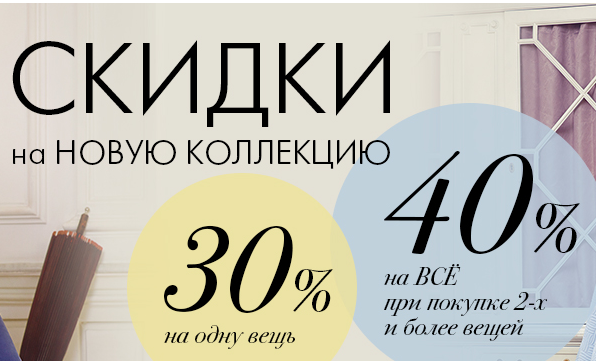 СКИДКИ
на НОВУЮ КОЛЛЕКЦИЮ
30%
на одну вещь
40%
на ВСЁ
при покупке 2-х
и более вещей